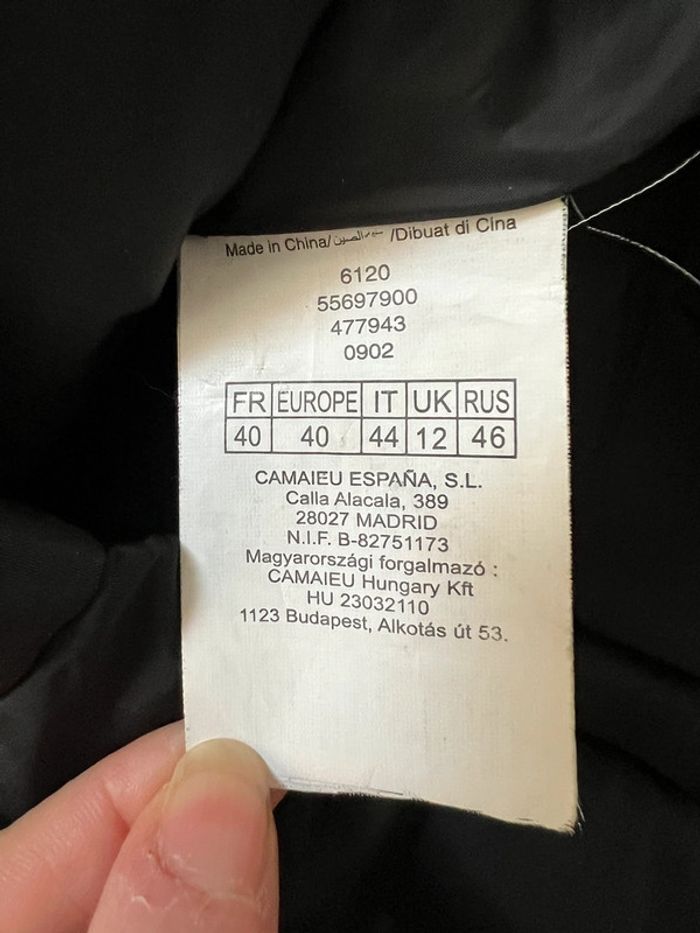 Made in China/صنع في الصين /Dibuat di Cina
6120
55697900
477943
0902
FR EUROPE IT UK RUS
40 40 44 12 46
CAMAIEU ESPAÑA, S.L.
Calla Alacala, 389
28027 MADRID
N.I.F. B-82751173
Magyarországi forgalmazó :
CAMAIEU Hungary Kft
HU 23032110
1123 Budapest, Alkotás út 53.